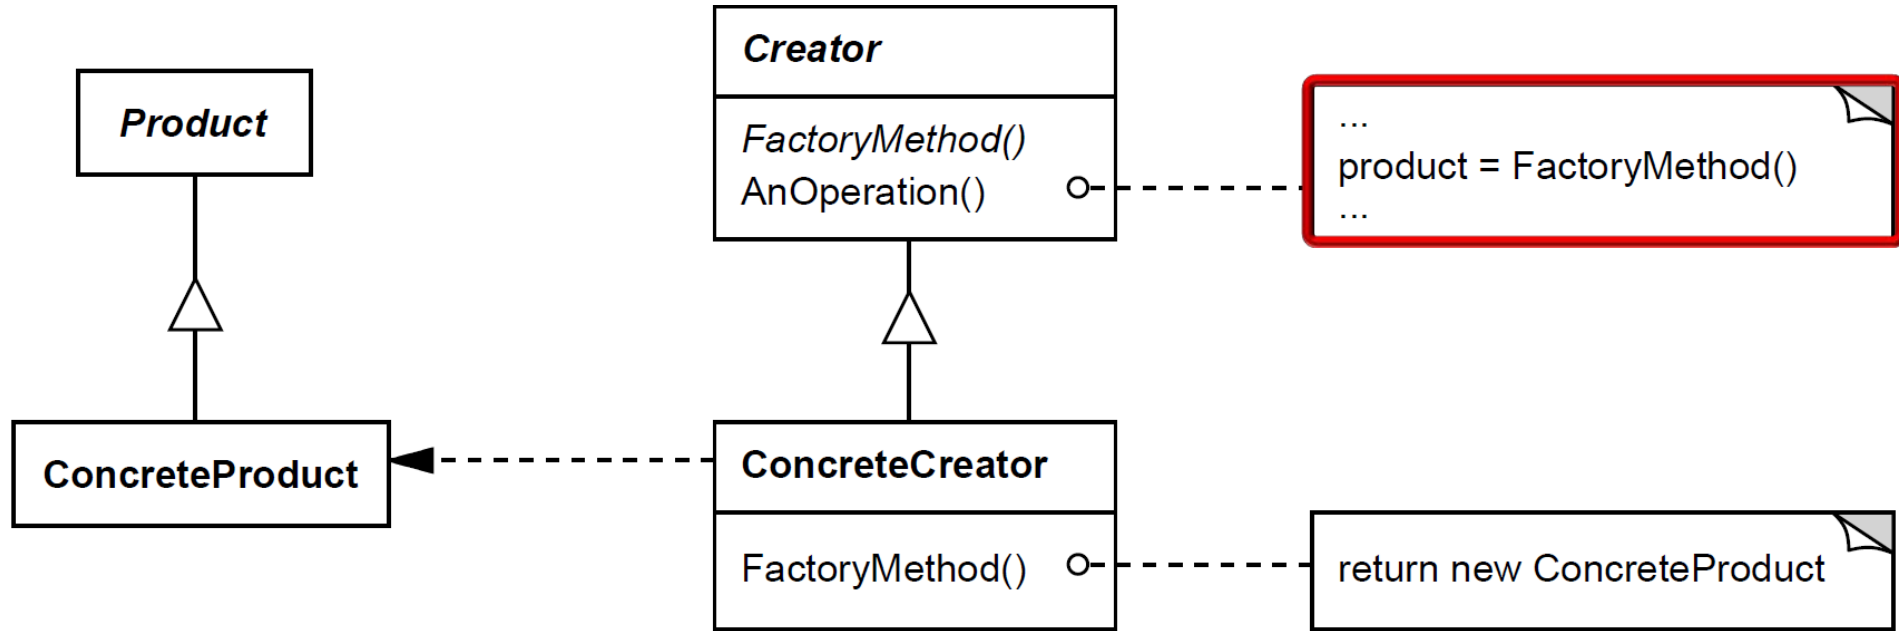 Product
ConcreteProduct
Creator
FactoryMethod()
AnOperation()
...
product = FactoryMethod()
...
ConcreteCreator
FactoryMethod()
return new ConcreteProduct